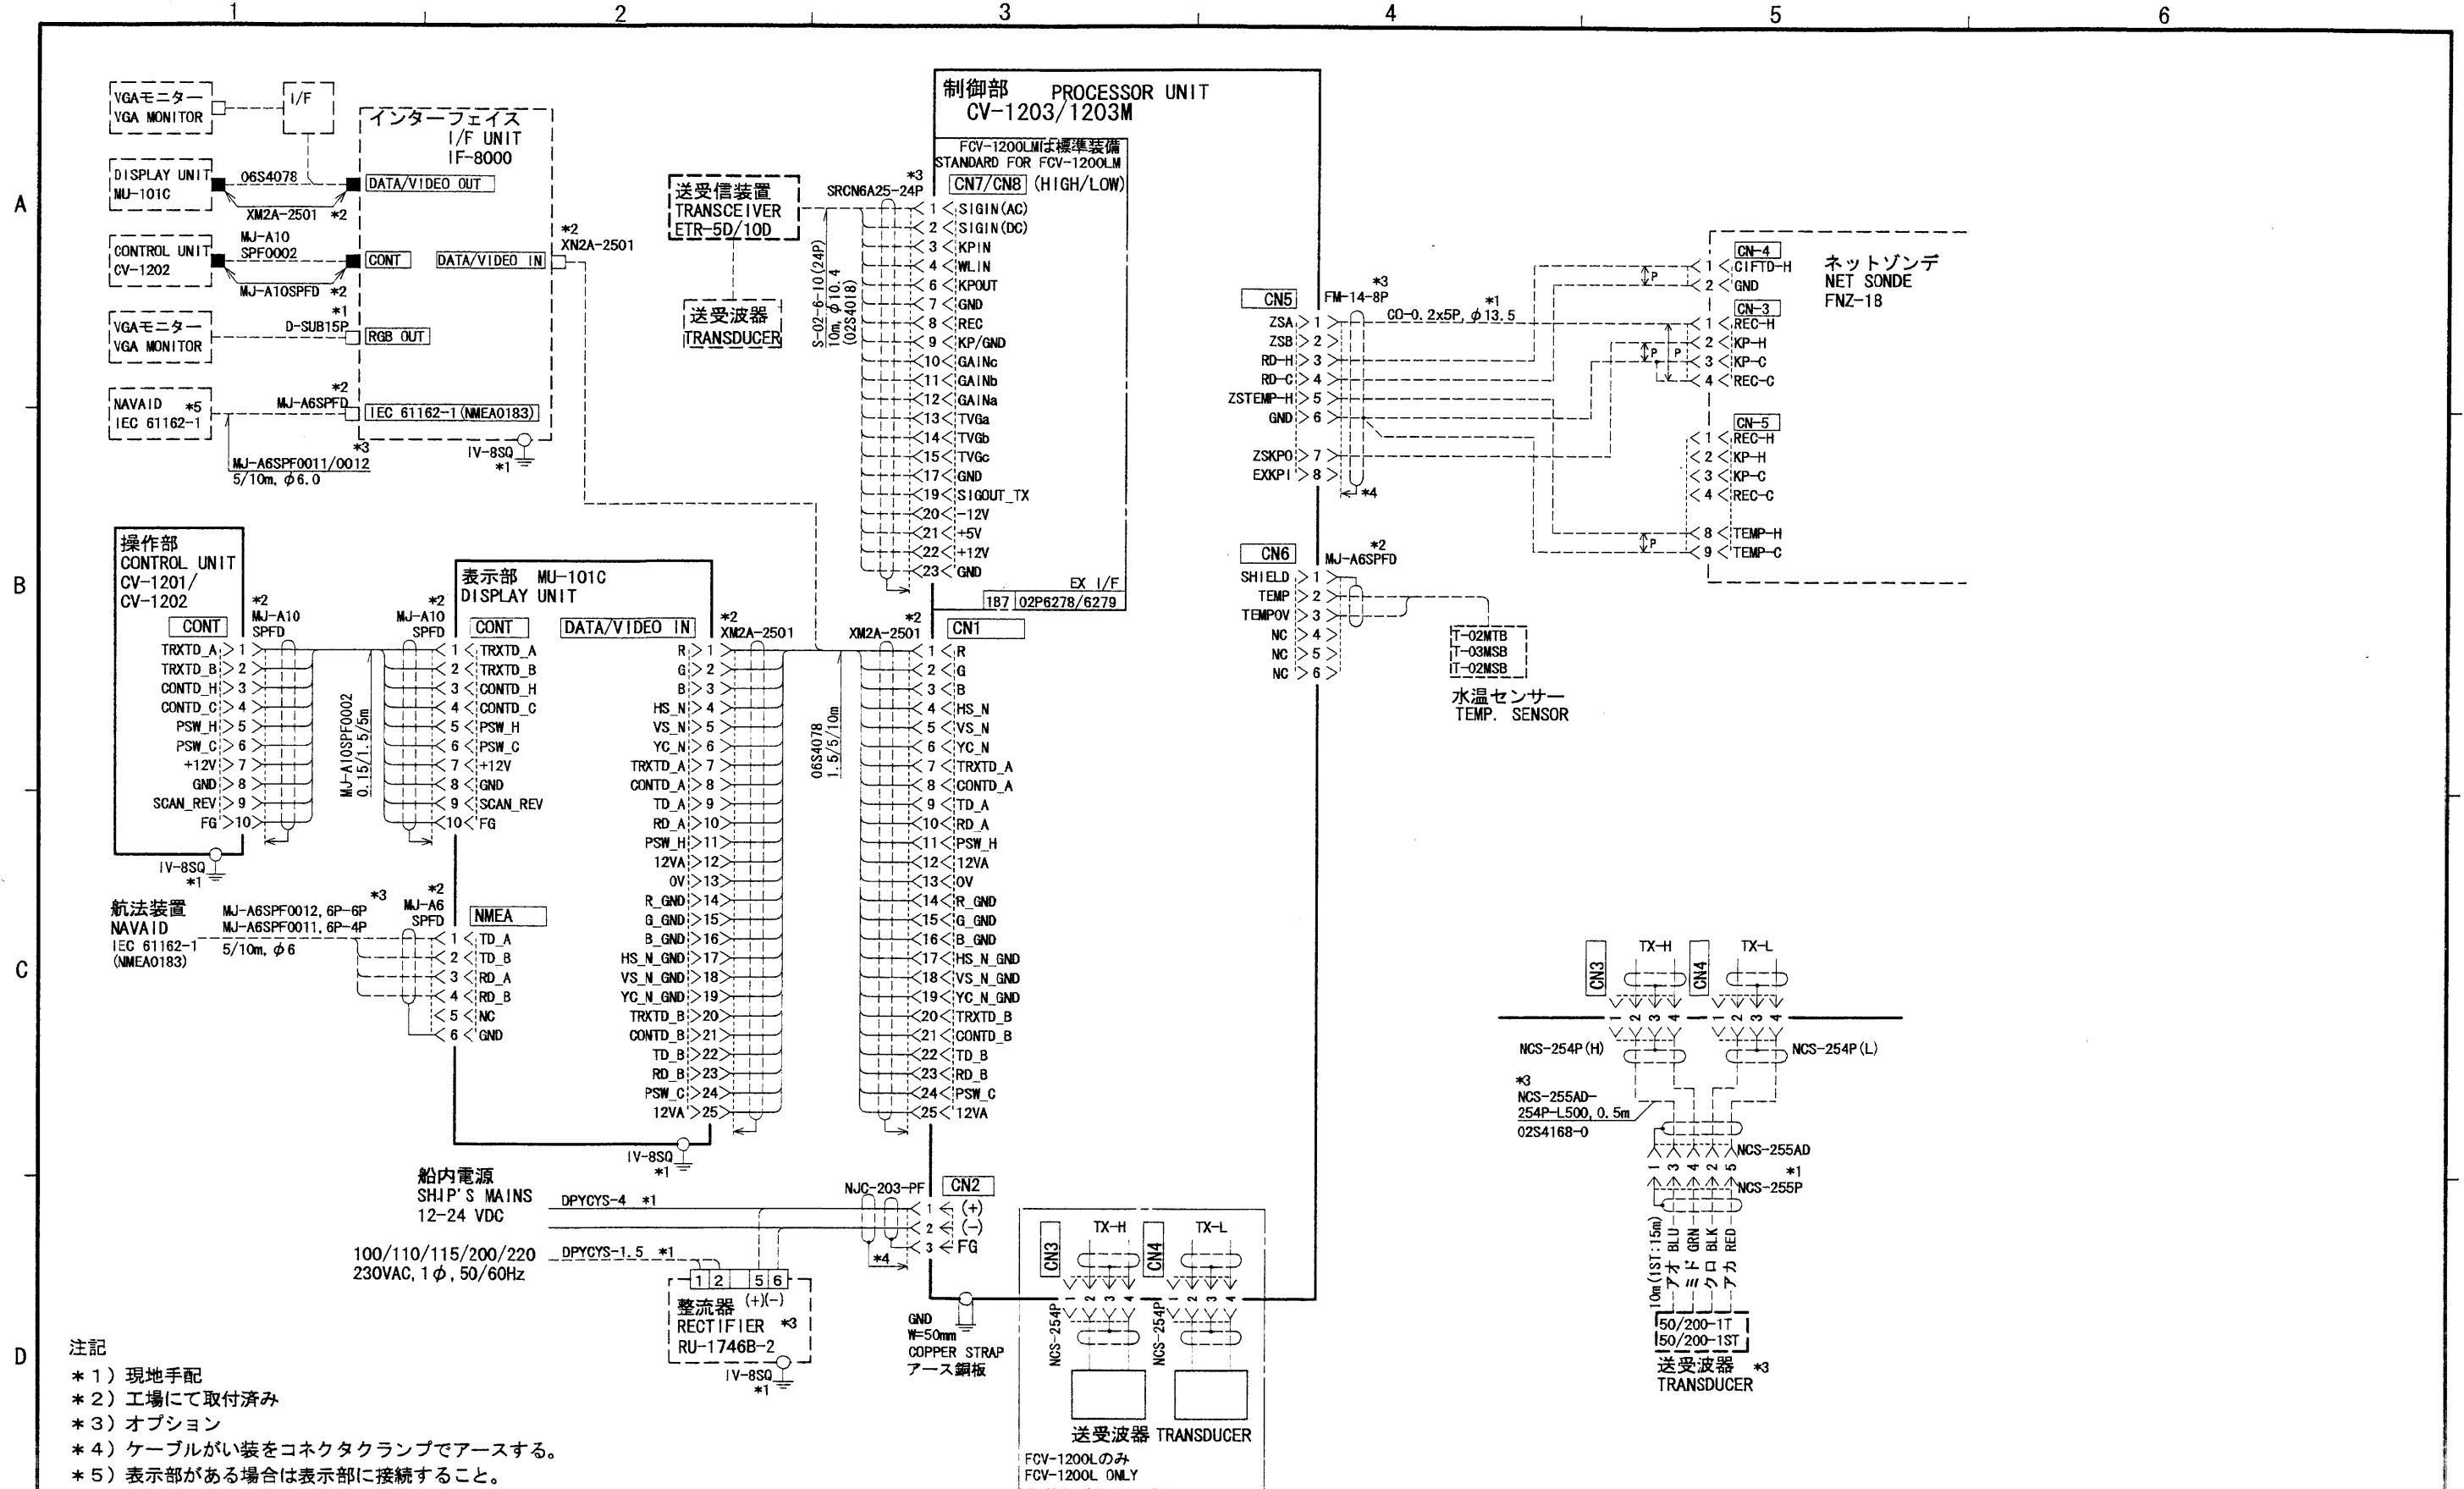 1
2
3
4
5
6
A
B
C
D
VGAモニター
VGA MONITOR
I/F
DISPLAY UNIT
MU-101C
06S4078
XM2A-2501 *2
CONTROL UNIT
CV-1202
MJ-A10
SPF0002
MJ-A10SPFD *2
VGAモニター
VGA MONITOR
*1
D-SUB15P
NAVAID *5
IEC 61162-1
*2
MJ-A6SPFD
*3
MJ-A6SPF0011/0012
5/10m, φ6.0
インターフェイス
I/F UNIT
IF-8000
DATA/VIDEO OUT
CONT
DATA/VIDEO IN
RGB OUT
IEC 61162-1(NMEA0183)
IV-8SQ
*1
*2
XN2A-2501
送受信装置
TRANSCEIVER
ETR-5D/10D
送受波器
TRANSDUCER
*3
SRCN6A25-24P
S-02-6-10(24P)
10m, φ10.4
(02S4018)
制御部 PROCESSOR UNIT
CV-1203/1203M
FCV-1200LMは標準装備
STANDARD FOR FCV-1200LM
CN7/CN8 (HIGH/LOW)
1 SIGIN(AC)
2 SIGIN(DC)
3 KPIN
4 WLIN
6 KPOUT
7 GND
8 REC
9 KP/GND
10 GAINc
11 GAINb
12 GAINa
13 TVGa
14 TVGb
15 TVGc
17 GND
19 SIGOUT_TX
20 -12V
21 +5V
22 +12V
23 GND
EX I/F
1B7 02P6278/6279
CN5
*3
FM-14-8P
*1
CO-0.2x5P, φ13.5
ZSA 1
ZSB 2
RD-H 3
RD-C 4
ZSTEMP-H 5
GND 6
ZSKPO 7
EXKPI 8
*4
ネットゾンデ
NET SONDE
FNZ-18
CN-4
1 CIFTD-H
2 GND
P
CN-3
1 REC-H
2 KP-H
3 KP-C
4 REC-C
P
P
CN-5
1 REC-H
2 KP-H
3 KP-C
4 REC-C
8 TEMP-H
9 TEMP-C
P
CN6
*2
MJ-A6SPFD
SHIELD 1
TEMP 2
TEMPOV 3
NC 4
NC 5
NC 6
T-02MTB
T-03MSB
T-02MSB
水温センサー
TEMP. SENSOR
操作部
CONTROL UNIT
CV-1201/
CV-1202
CONT
*2
MJ-A10
SPFD
TRXTD_A 1
TRXTD_B 2
CONTD_H 3
CONTD_C 4
PSW_H 5
PSW_C 6
+12V 7
GND 8
SCAN_REV 9
FG 10
IV-8SQ
*1
MJ-A10SPF0002
0.15/1.5/5m
表示部 MU-101C
DISPLAY UNIT
*2
MJ-A10
SPFD
CONT
1 TRXTD_A
2 TRXTD_B
3 CONTD_H
4 CONTD_C
5 PSW_H
6 PSW_C
7 +12V
8 GND
9 SCAN_REV
10 FG
航法装置
NAVAID
IEC 61162-1
(NMEA0183)
*3
MJ-A6SPF0012, 6P-6P
MJ-A6SPF0011, 6P-4P
5/10m, φ6
*2
MJ-A6
SPFD
NMEA
1 TD_A
2 TD_B
3 RD_A
4 RD_B
5 NC
6 GND
DATA/VIDEO IN
*2
XM2A-2501
R 1
G 2
B 3
HS_N 4
VS_N 5
YC_N 6
TRXTD_A 7
CONTD_A 8
TD_A 9
RD_A 10
PSW_H 11
12VA 12
0V 13
R_GND 14
G_GND 15
B_GND 16
HS_N_GND 17
VS_N_GND 18
YC_N_GND 19
TRXTD_B 20
CONTD_B 21
TD_B 22
RD_B 23
PSW_C 24
12VA 25
IV-8SQ
*1
06S4078
1.5/5/10m
*2
XM2A-2501
CN1
1 R
2 G
3 B
4 HS_N
5 VS_N
6 YC_N
7 TRXTD_A
8 CONTD_A
9 TD_A
10 RD_A
11 PSW_H
12 12VA
13 0V
14 R_GND
15 G_GND
16 B_GND
17 HS_N_GND
18 VS_N_GND
19 YC_N_GND
20 TRXTD_B
21 CONTD_B
22 TD_B
23 RD_B
24 PSW_C
25 12VA
船内電源
SHIP'S MAINS
12-24 VDC
DPYCYS-4 *1
NJC-203-PF
CN2
1 (+)
2 (-)
3 FG
*4
100/110/115/200/220
230VAC, 1φ, 50/60Hz
DPYCYS-1.5 *1
1 2 5 6
(+)(-)
整流器
RECTIFIER *3
RU-1746B-2
IV-8SQ
*1
GND
W=50mm
COPPER STRAP
アース銅板
CN3
TX-H
CN4
TX-L
1 2 3 4
1 2 3 4
NCS-254P
NCS-254P
送受波器 TRANSDUCER
FCV-1200Lのみ
FCV-1200L ONLY
CN3
TX-H
CN4
TX-L
1 2 3 4
1 2 3 4
NCS-254P(H)
NCS-254P(L)
*3
NCS-255AD-
254P-L500, 0.5m
02S4168-0
NCS-255AD
1 3 4 2 5
*1
NCS-255P
10m(1ST:15m)
アオ BLU
ミド GRN
クロ BLK
アカ RED
50/200-1T
50/200-1ST
送受波器 *3
TRANSDUCER
注記
*1) 現地手配
*2) 工場にて取付済み
*3) オプション
*4) ケーブルがい装をコネクタクランプでアースする。
*5) 表示部がある場合は表示部に接続すること。